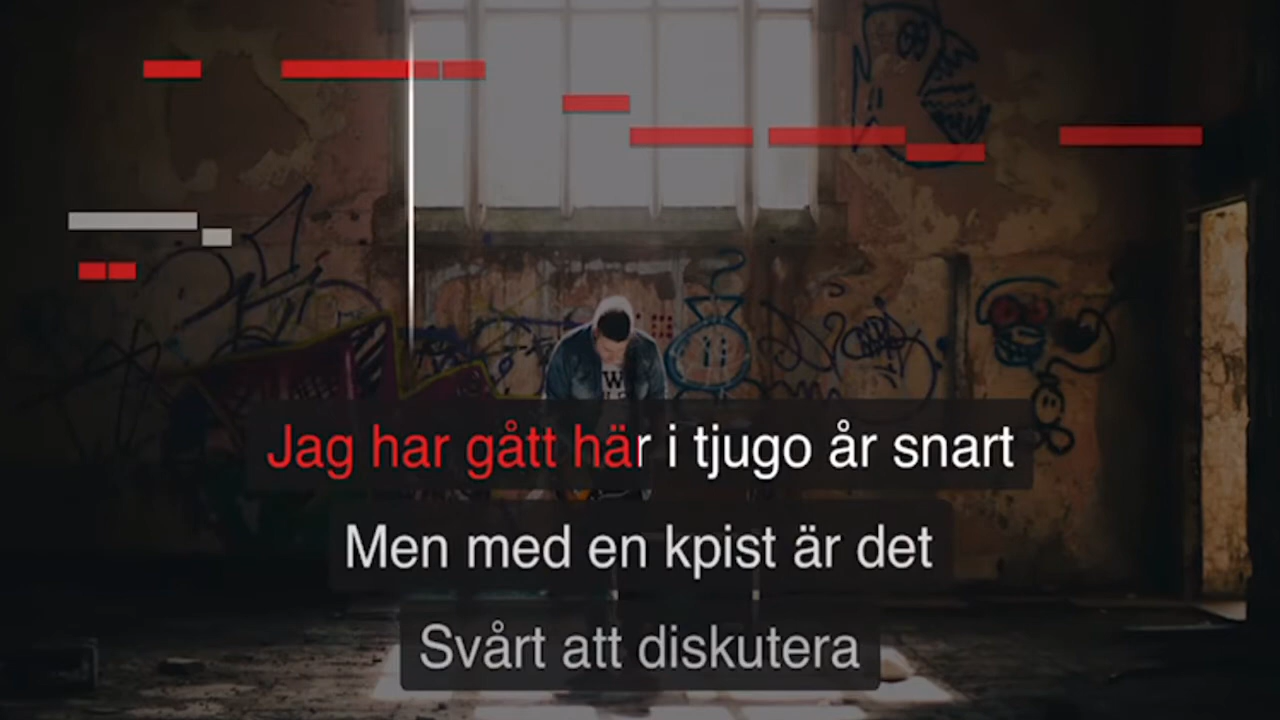 Jag har gått här i tjugo år snart
Men med en kpist är det
Svårt att diskutera